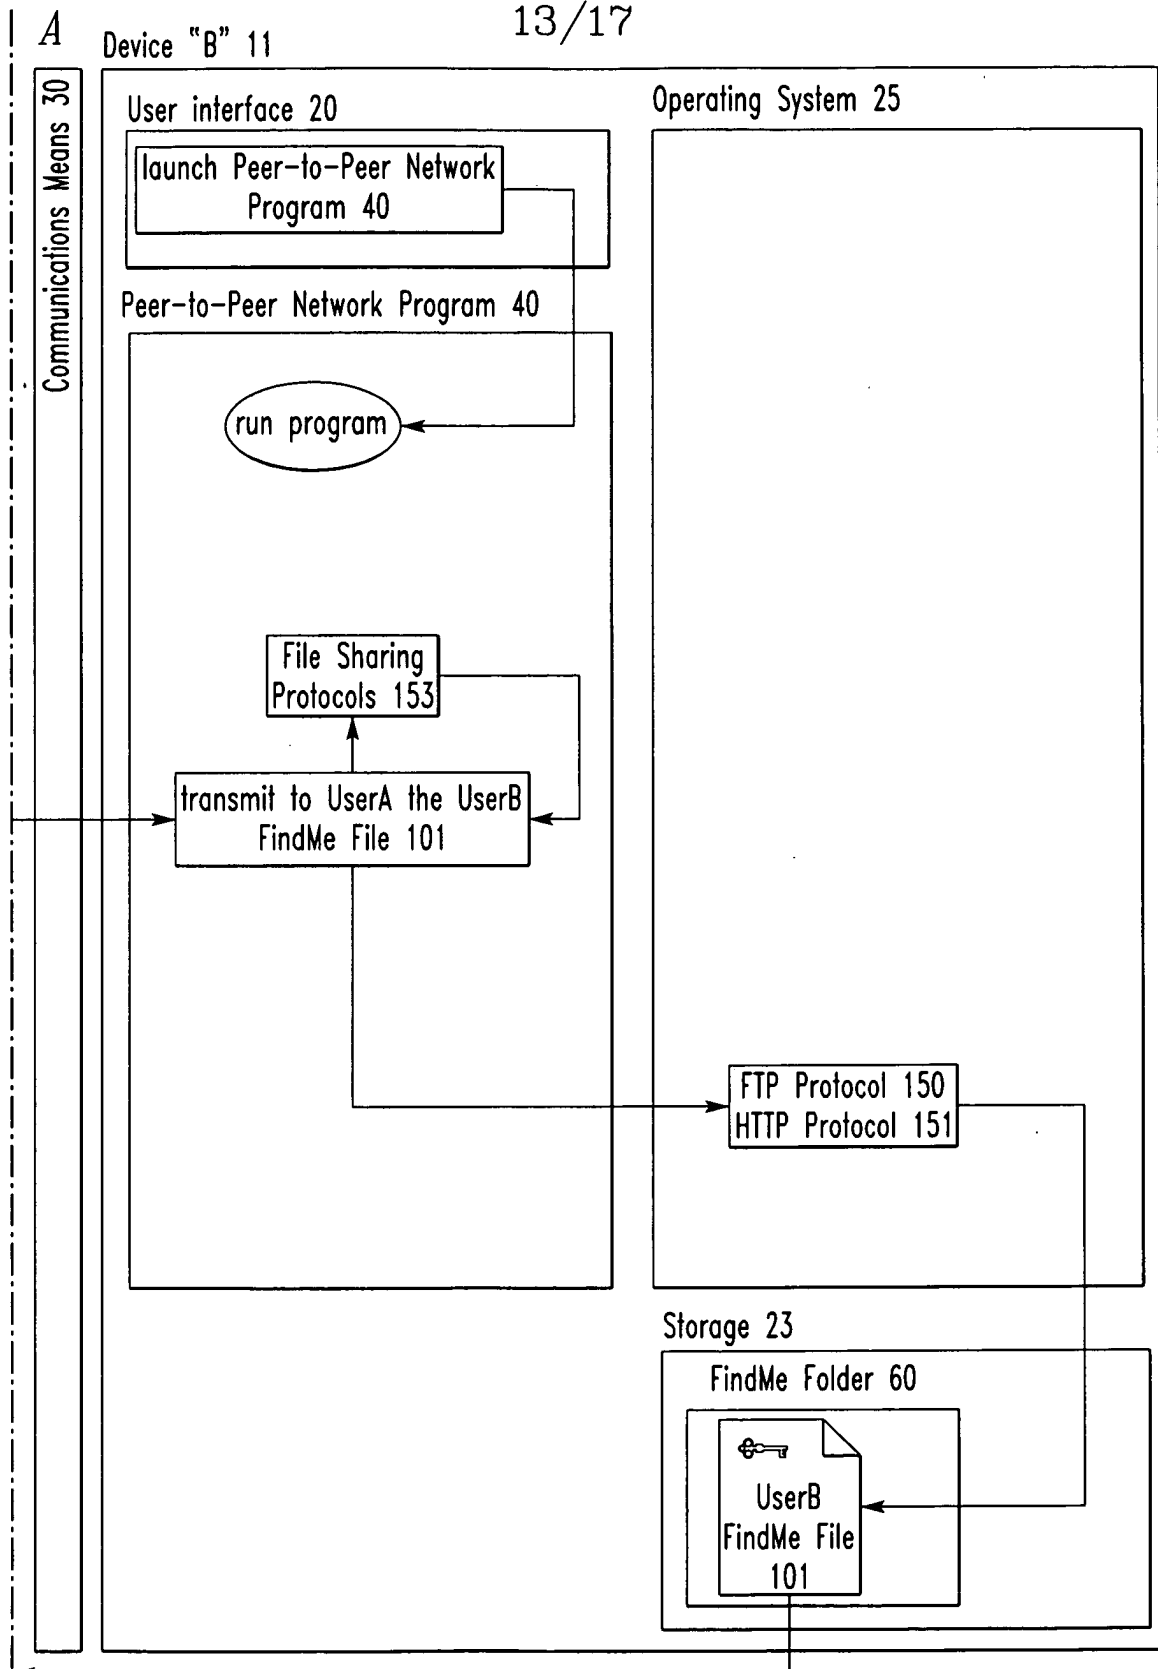 13/17
A
Device "B" 11
Communications Means 30
User interface 20
launch Peer-to-Peer Network
Program 40
Operating System 25
Peer-to-Peer Network Program 40
run program
File Sharing
Protocols 153
transmit to UserA the UserB
FindMe File 101
FTP Protocol 150
HTTP Protocol 151
Storage 23
FindMe Folder 60
UserB
FindMe File
101